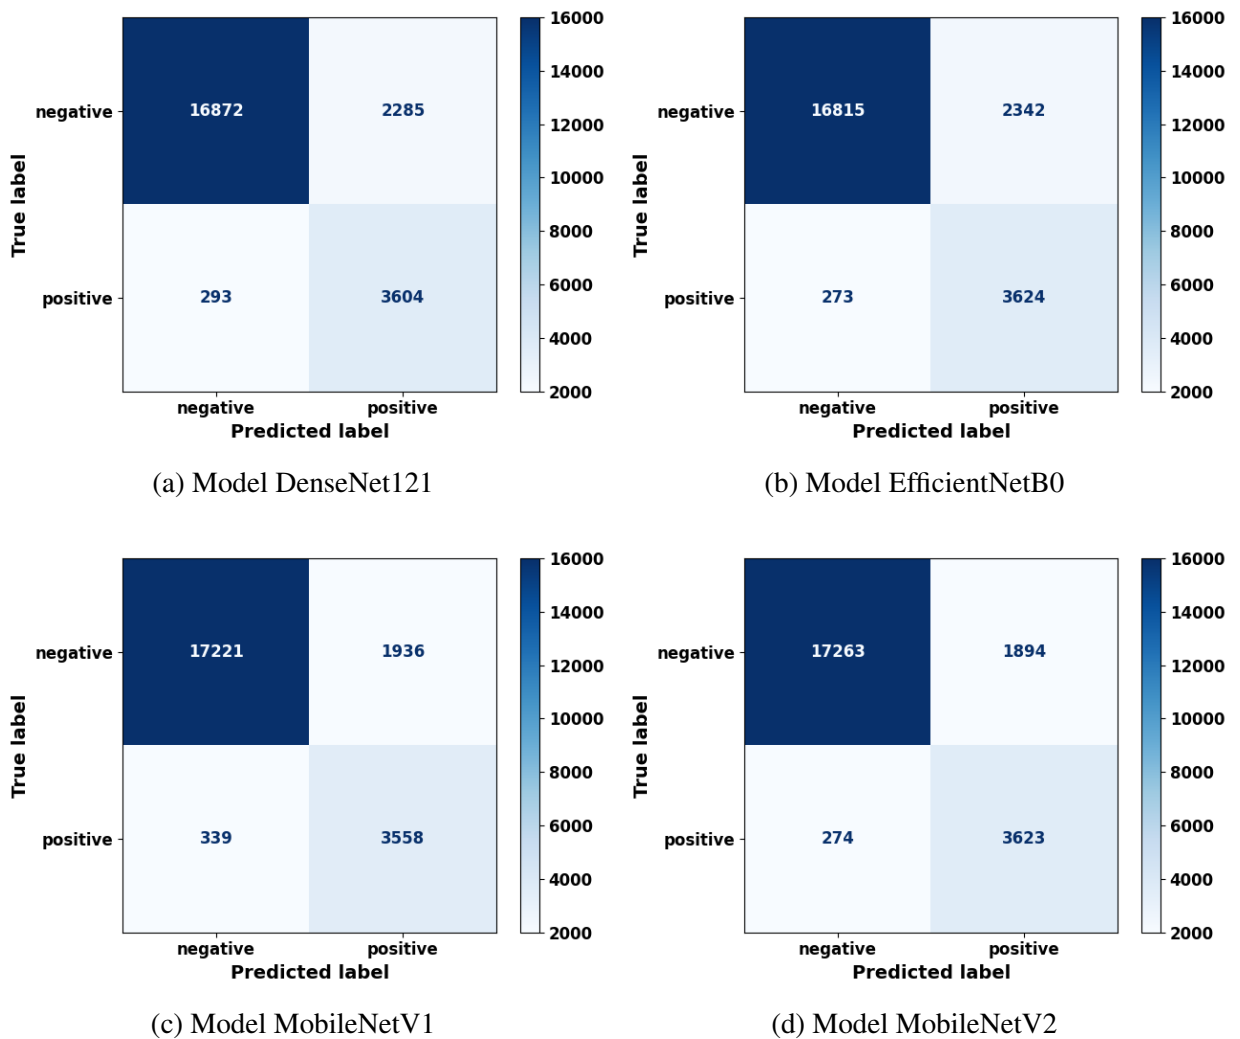 16000
14000
12000
10000
8000
6000
4000
2000
True label
negative
positive
16872 2285
293 3604
negative positive
Predicted label
(a) Model DenseNet121
16000
14000
12000
10000
8000
6000
4000
2000
True label
negative
positive
16815 2342
273 3624
negative positive
Predicted label
(b) Model EfficientNetB0
16000
14000
12000
10000
8000
6000
4000
2000
True label
negative
positive
17221 1936
339 3558
negative positive
Predicted label
(c) Model MobileNetV1
16000
14000
12000
10000
8000
6000
4000
2000
True label
negative
positive
17263 1894
274 3623
negative positive
Predicted label
(d) Model MobileNetV2